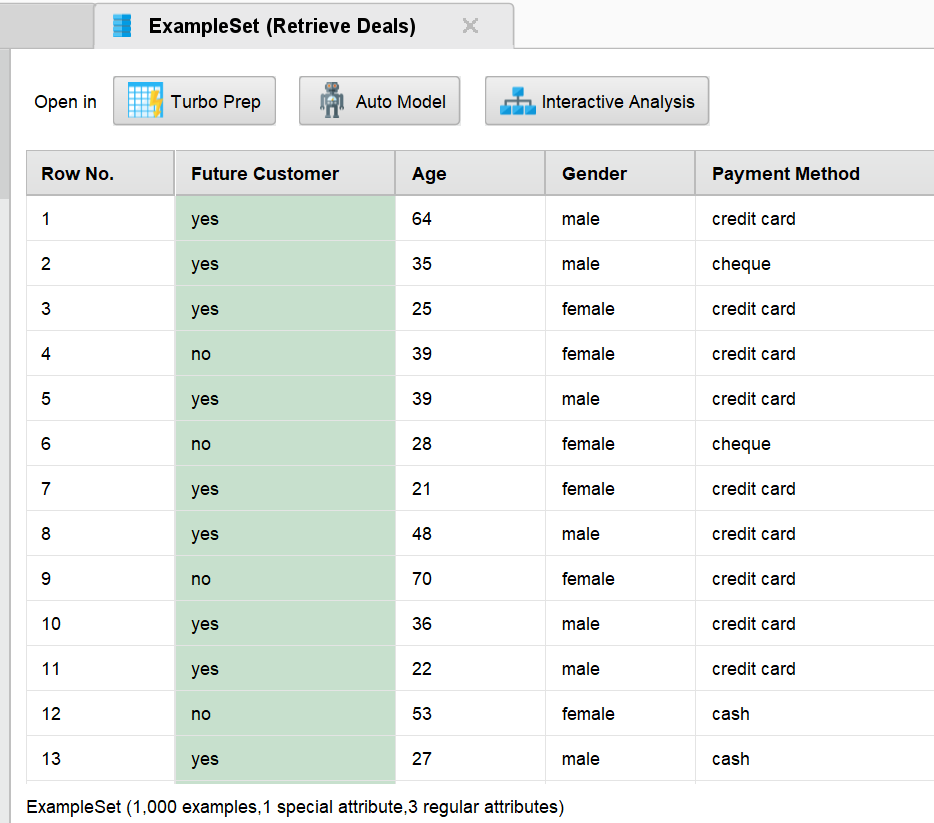 ExampleSet (Retrieve Deals)
Open in Turbo Prep Auto Model Interactive Analysis
Row No. Future Customer Age Gender Payment Method
1 yes 64 male credit card
2 yes 35 male cheque
3 yes 25 female credit card
4 no 39 female credit card
5 yes 39 male credit card
6 no 28 female cheque
7 yes 21 female credit card
8 yes 48 male credit card
9 no 70 female credit card
10 yes 36 male credit card
11 yes 22 male credit card
12 no 53 female cash
13 yes 27 male cash
ExampleSet (1,000 examples,1 special attribute,3 regular attributes)